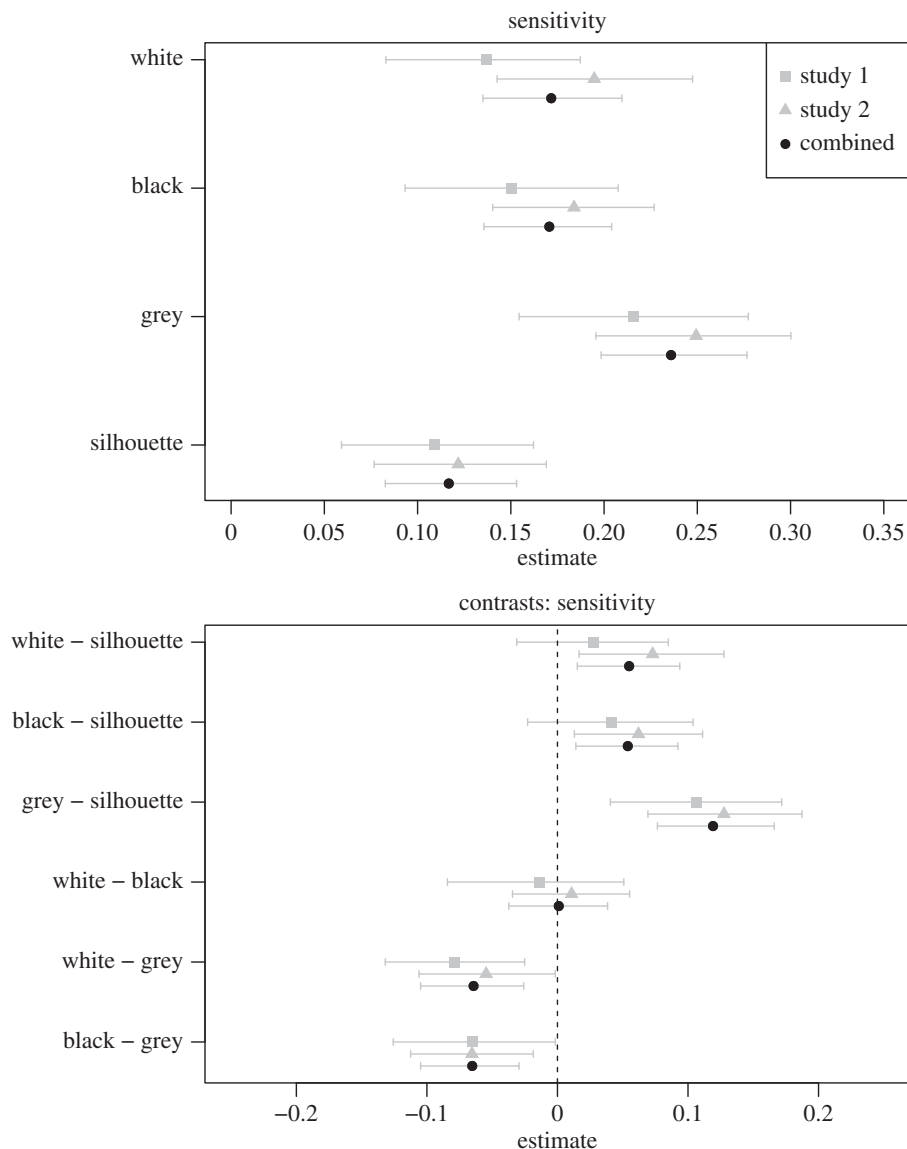 sensitivity
white
black
grey
silhouette
study 1
study 2
combined
0 0.05 0.10 0.15 0.20 0.25 0.30 0.35
estimate
contrasts: sensitivity
white − silhouette
black − silhouette
grey − silhouette
white − black
white − grey
black − grey
−0.2 −0.1 0 0.1 0.2
estimate